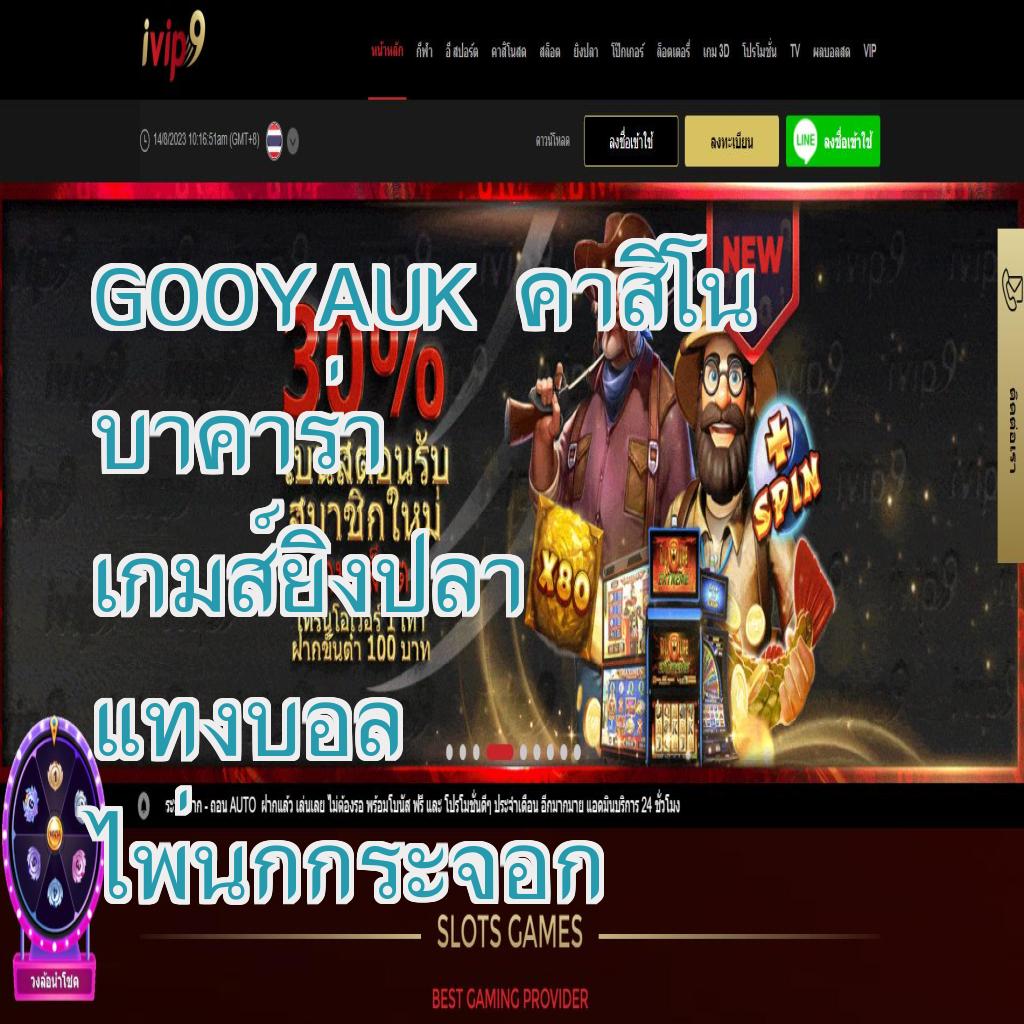 ivip9
หน้าหลัก กีฬา อีสปอร์ต คาสิโนสด สล็อต ยิงปลา โป๊กเกอร์ ล็อตเตอรี่ เกม 3D โปรโมชั่น TV ผลบอลสด VIP
14/8/2023 10:16:51am (GMT+8)
ดาวน์โหลด ลงชื่อเข้าใช้ ลงทะเบียน LINE ลงชื่อเข้าใช้
NEW
GOOYAUK คาสิโน
30%
บาคาร่า
สมาชิกใหม่
เกมส์ยิงปลา
ฝากขั้นต่ำ 100 บาท
+ SPIN
X80
EXTREME
ติดต่อเรา
แทงบอล
ฝาก - ถอน AUTO ฝากแล้ว เล่นเลย ไม่ต้องรอ พร้อมโบนัส ฟรี และ โปรโมชั่นดีๆ ประจำเดือน อีกมากมาย แอดมินบริการ 24 ชั่วโมง
ไพ่นกกระจอก
SLOTS GAMES
วงล้อนำโชค
BEST GAMING PROVIDER